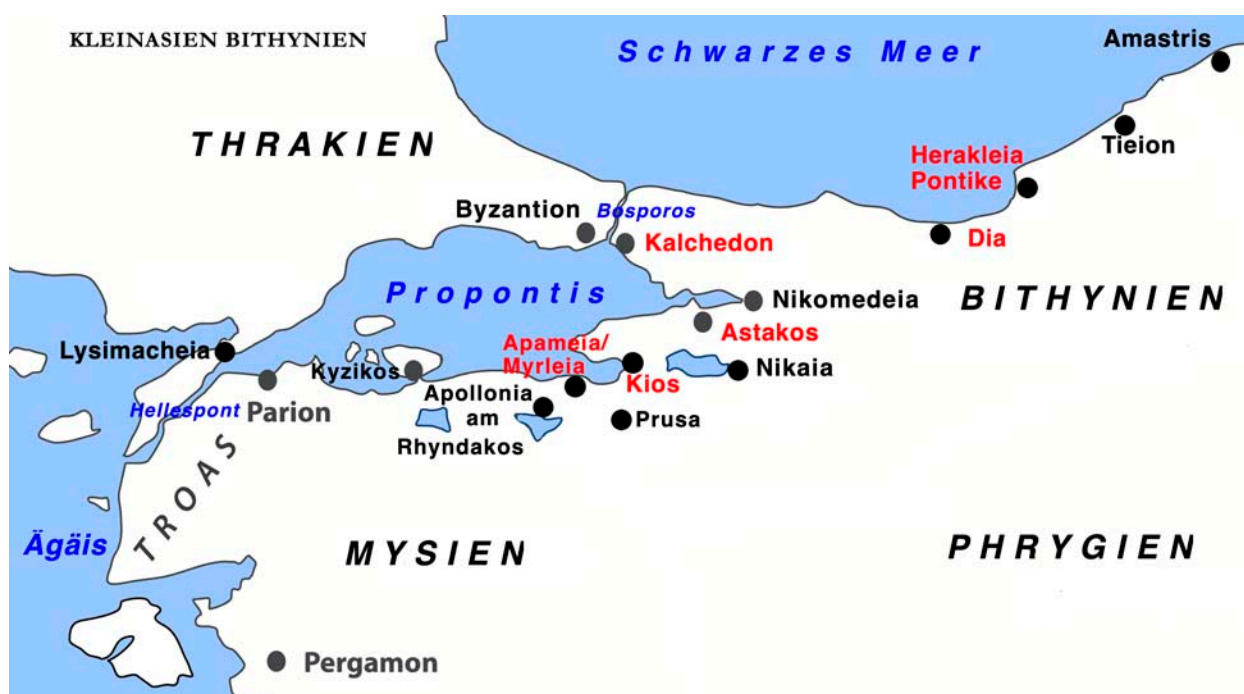 KLEINASIEN BITHYNIEN
Schwarzes Meer
Amastris
THRAKIEN
Tieion
Herakleia
Pontike
Byzantion
Bosporos
Kalchedon
Dia
Propontis
Nikomedeia
BITHYNIEN
Astakos
Lysimacheia
Apameia/
Myrleia
Kyzikos
Kios
Nikaia
Hellespont
Parion
Apollonia
am
Rhyndakos
Prusa
TROAS
Ägäis
MYSIEN
PHRYGIEN
Pergamon